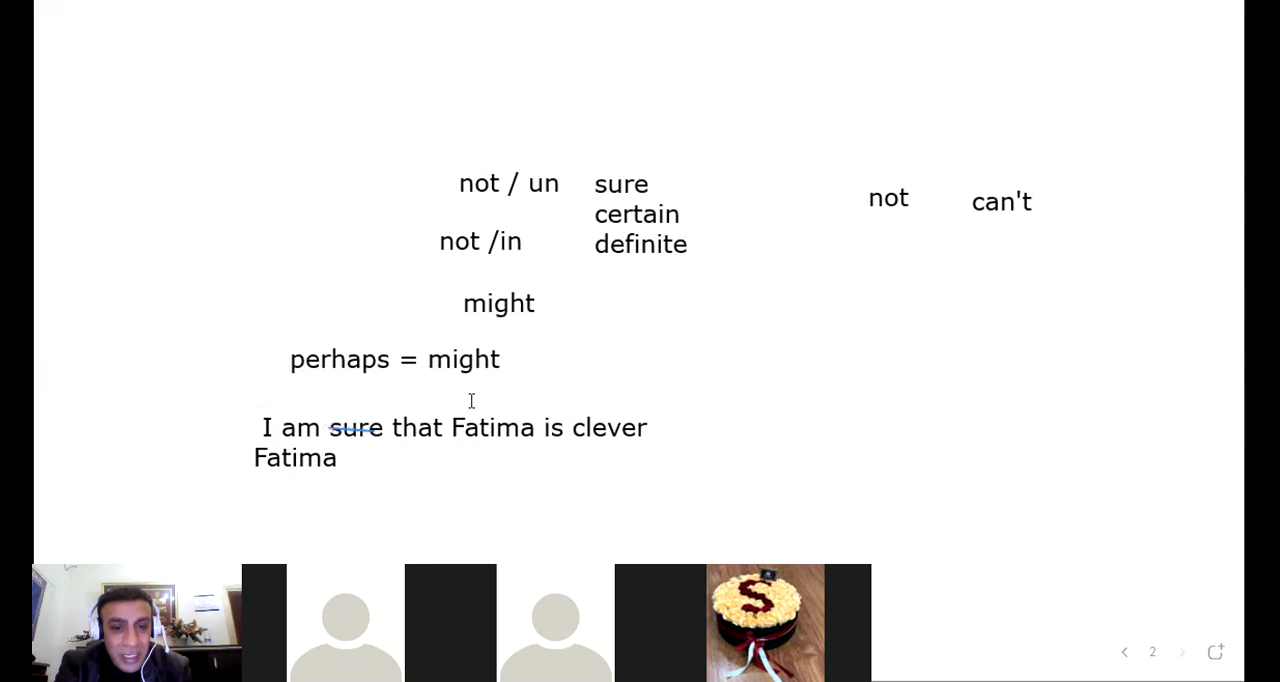 not / un
sure
not
can't
certain
not /in
definite
might
perhaps = might
I am sure that Fatima is clever
Fatima
S
2